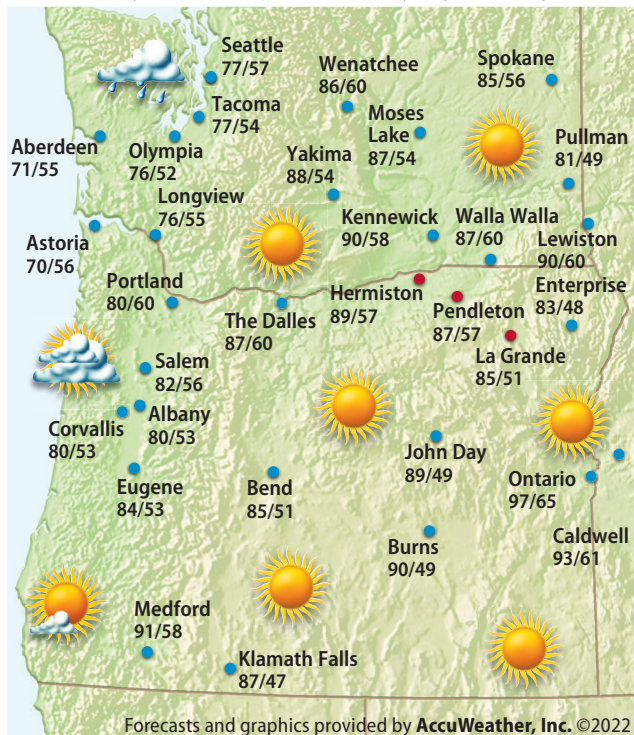 Seattle
77/57
Wenatchee
86/60
Spokane
85/56
Tacoma
77/54
Moses
Lake
87/54
Aberdeen
71/55
Olympia
76/52
Yakima
88/54
Pullman
81/49
Longview
76/55
Kennewick
90/58
Walla Walla
87/60
Lewiston
90/60
Astoria
70/56
Portland
80/60
The Dalles
87/60
Hermiston
89/57
Pendleton
87/57
Enterprise
83/48
La Grande
85/51
Salem
82/56
Albany
80/53
Corvallis
80/53
Eugene
84/53
Bend
85/51
John Day
89/49
Ontario
97/65
Caldwell
93/61
Burns
90/49
Medford
91/58
Klamath Falls
87/47
Forecasts and graphics provided by AccuWeather, Inc. ©2022